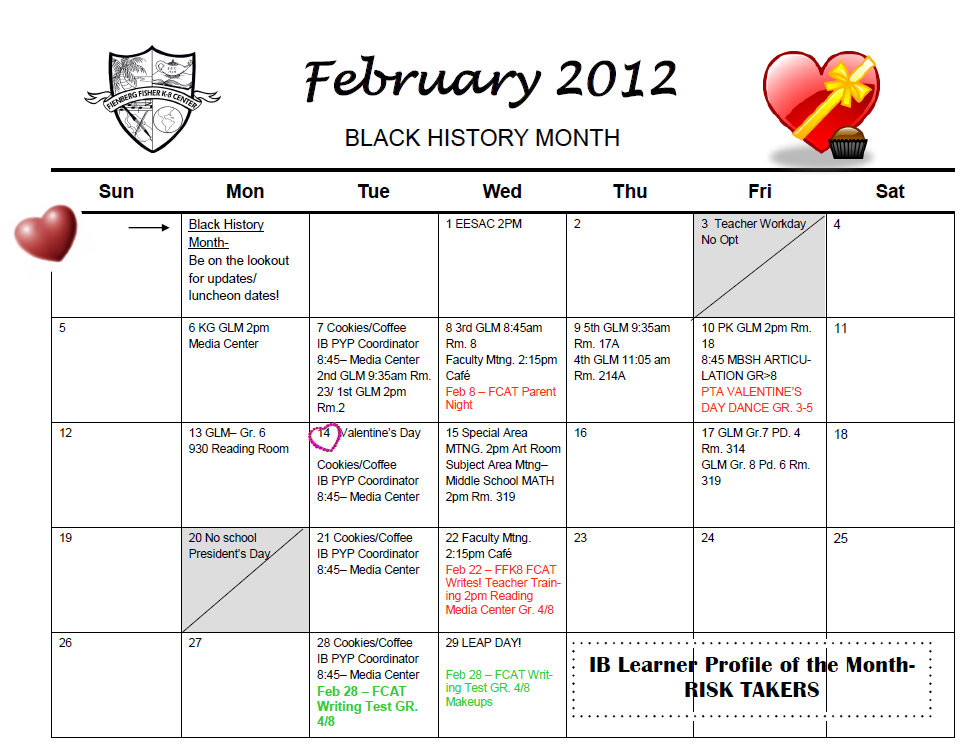 FIENBERG FISHER K-8 CENTER
February 2012
BLACK HISTORY MONTH
Sun Mon Tue Wed Thu Fri Sat
Black History
Month-
Be on the lookout
for updates/
luncheon dates!
1 EESAC 2PM
2
3 Teacher Workday
No Opt
4
5
6 KG GLM 2pm
Media Center
7 Cookies/Coffee
IB PYP Coordinator
8:45– Media Center
2nd GLM 9:35am Rm.
23/ 1st GLM 2pm
Rm.2
8 3rd GLM 8:45am
Rm. 8
Faculty Mtng. 2:15pm
Café
Feb 8 – FCAT Parent
Night
9 5th GLM 9:35am
Rm. 17A
4th GLM 11:05 am
Rm. 214A
10 PK GLM 2pm Rm.
18
8:45 MBSH ARTICU-
LATION GR>8
PTA VALENTINE'S
DAY DANCE GR. 3-5
11
12
13 GLM– Gr. 6
930 Reading Room
14 Valentine's Day
Cookies/Coffee
IB PYP Coordinator
8:45– Media Center
15 Special Area
MTNG. 2pm Art Room
Subject Area Mtng–
Middle School MATH
2pm Rm. 319
16
17 GLM Gr.7 PD. 4
Rm. 314
GLM Gr. 8 Pd. 6 Rm.
319
18
19
20 No school
President's Day
21 Cookies/Coffee
IB PYP Coordinator
8:45– Media Center
22 Faculty Mtng.
2:15pm Café
Feb 22 – FFK8 FCAT
Writes! Teacher Train-
ing 2pm Reading
Media Center Gr. 4/8
23
24
25
26
27
28 Cookies/Coffee
IB PYP Coordinator
8:45– Media Center
Feb 28 – FCAT
Writing Test GR.
4/8
29 LEAP DAY!
Feb 28 – FCAT Writ-
ing Test GR. 4/8
Makeups
IB Learner Profile of the Month-
RISK TAKERS